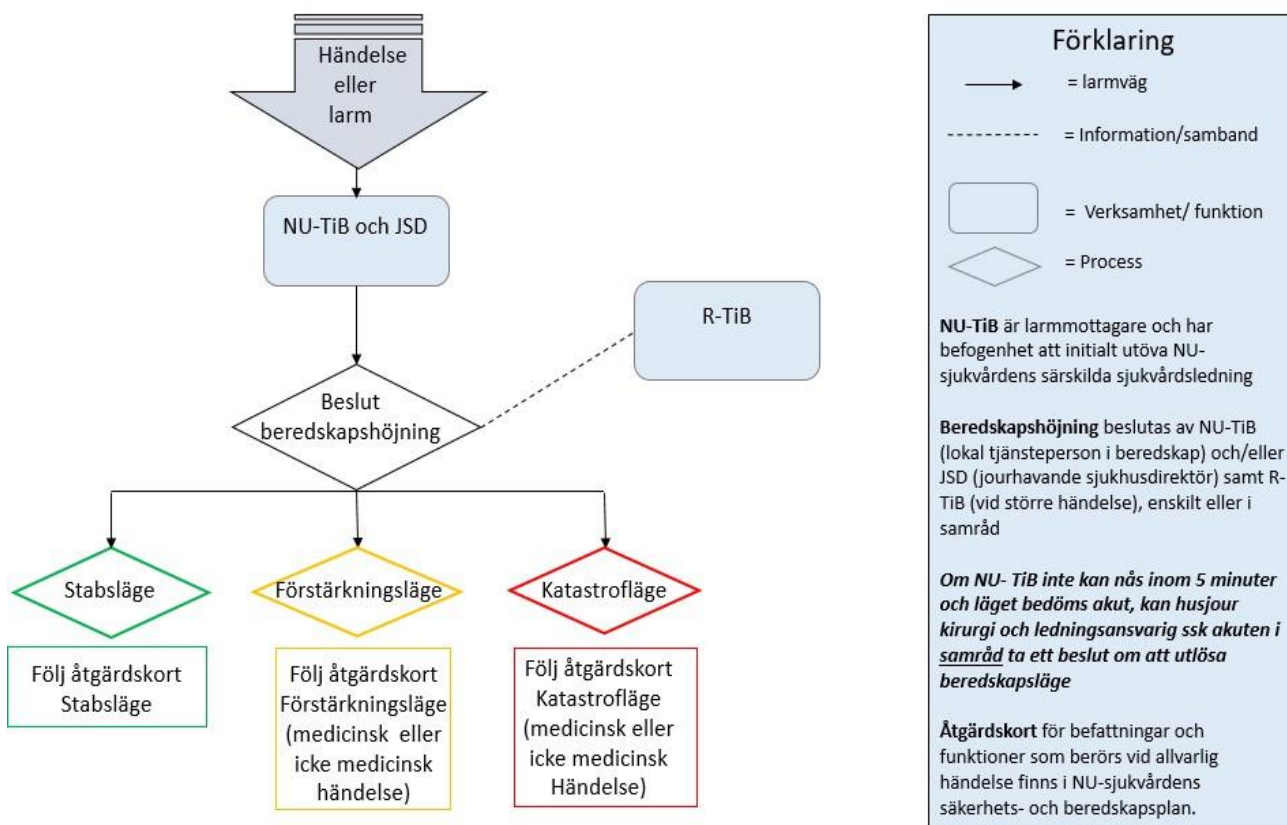 Händelse
eller
larm
NU-TiB och JSD
R-TiB
Beslut
beredskapshöjning
Stabsläge
Förstärkningsläge
Katastrofläge
Följ åtgärdskort
Stabsläge
Följ åtgärdskort
Förstärkningsläge
(medicinsk eller
icke medicinsk
händelse)
Följ åtgärdskort
Katastrofläge
(medicinsk eller
icke medicinsk
Händelse)
Förklaring
= larmväg
= Information/samband
= Verksamhet/ funktion
= Process
NU-TiB är larmmottagare och har
befogenhet att initialt utöva NU-
sjukvårdens särskilda sjukvårdsledning
Beredskapshöjning beslutas av NU-TiB
(lokal tjänsteperson i beredskap) och/eller
JSD (jourhavande sjukhusdirektör) samt R-
TiB (vid större händelse), enskilt eller i
samråd
Om NU- TiB inte kan nås inom 5 minuter
och läget bedöms akut, kan husjour
kirurgi och ledningsansvarig ssk akuten i
samråd ta ett beslut om att utlösa
beredskapsläge
Åtgärdskort för befattningar och
funktioner som berörs vid allvarlig
händelse finns i NU-sjukvårdens
säkerhets- och beredskapsplan.